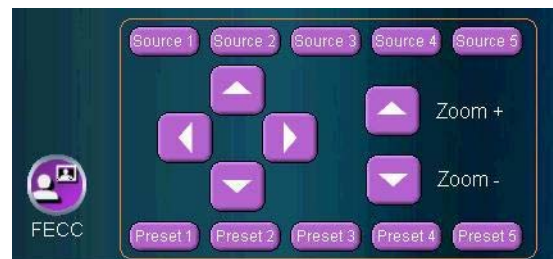 Source 1 Source 2 Source 3 Source 4 Source 5
Zoom +
Zoom -
FECC
Preset 1 Preset 2 Preset 3 Preset 4 Preset 5